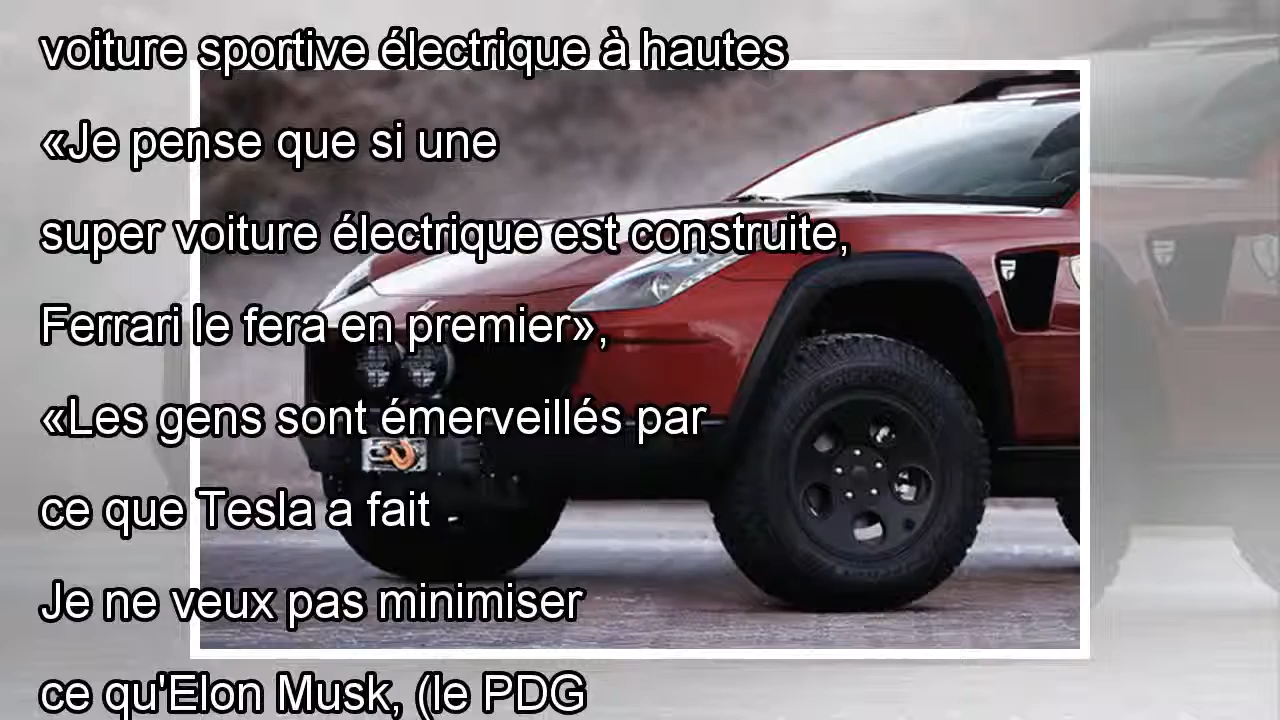 voiture sportive électrique à hautes
«Je pense que si une
super voiture électrique est construite,
Ferrari le fera en premier»,
«Les gens sont émerveillés par
ce que Tesla a fait
Je ne veux pas minimiser
ce qu'Elon Musk, (le PDG